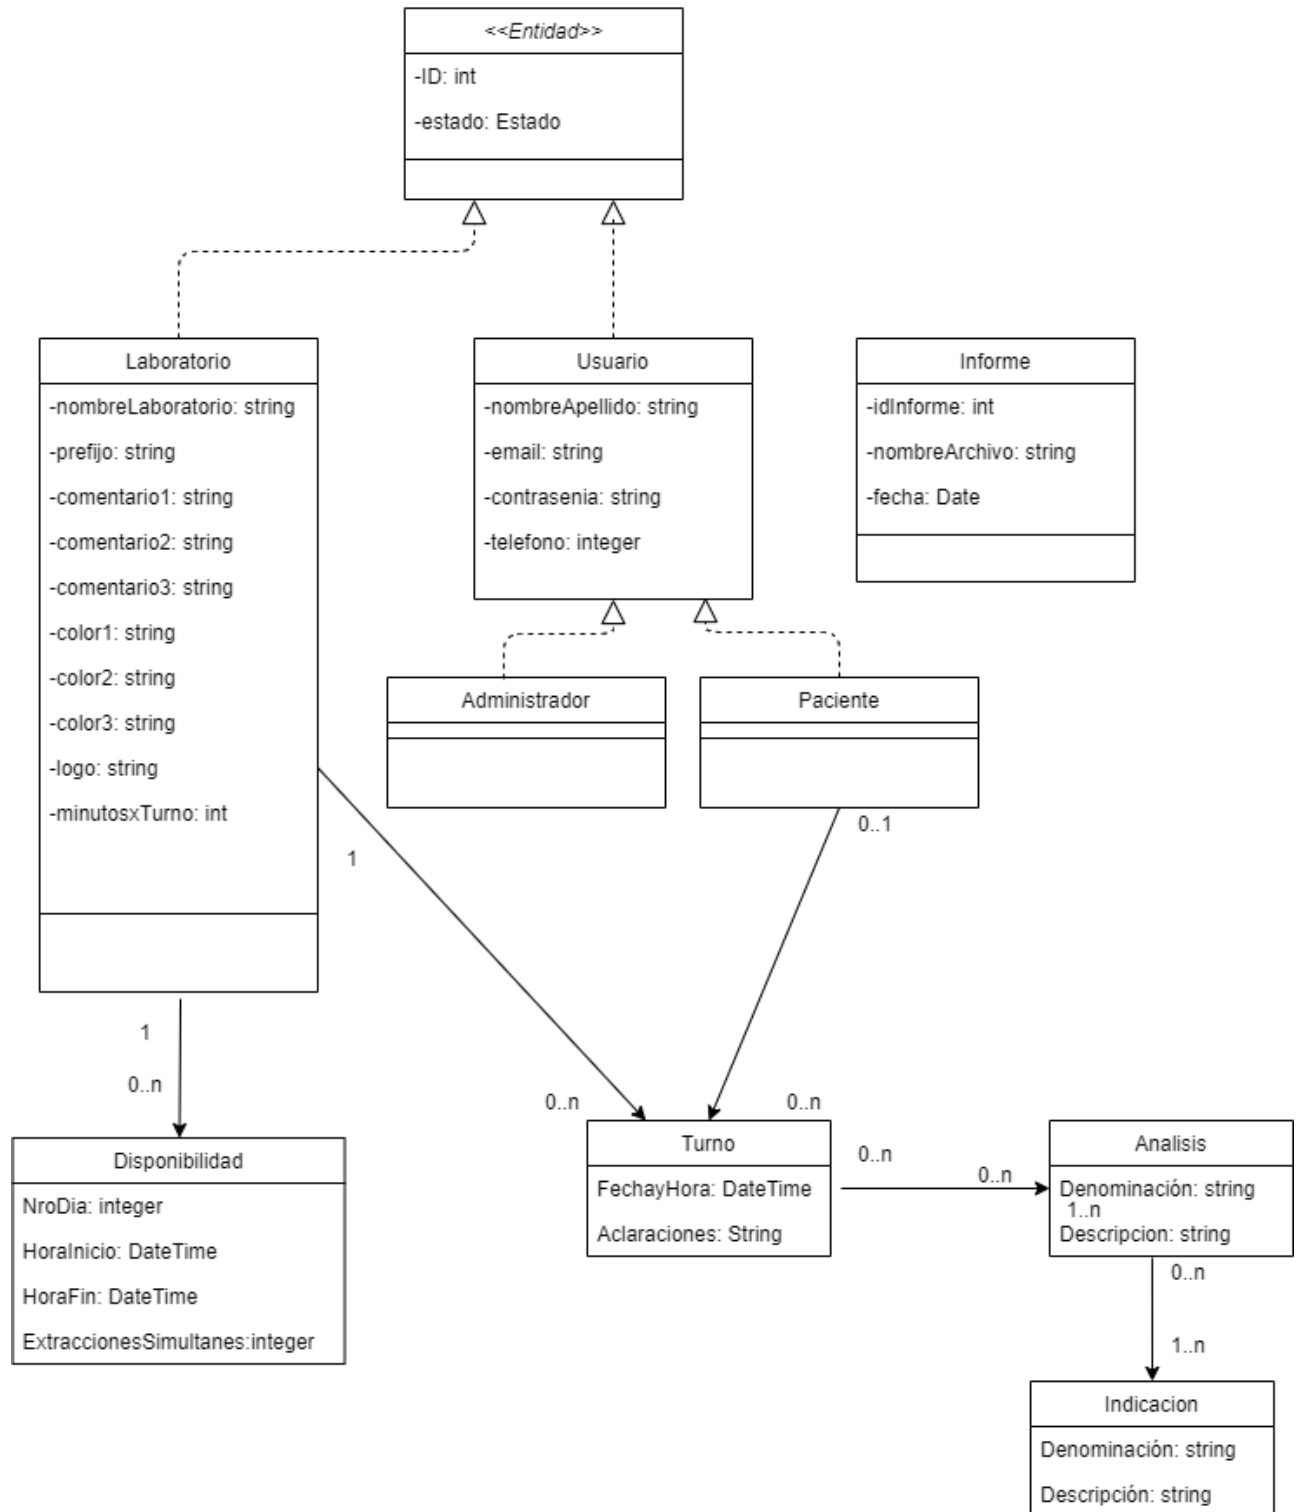 <<Entidad>>
-ID: int
-estado: Estado
Laboratorio
-nombreLaboratorio: string
-prefijo: string
-comentario1: string
-comentario2: string
-comentario3: string
-color1: string
-color2: string
-color3: string
-logo: string
-minutosxTurno: int
Usuario
-nombreApellido: string
-email: string
-contrasenia: string
-telefono: integer
Informe
-idInforme: int
-nombreArchivo: string
-fecha: Date
Administrador
Paciente
1
0..1
1
0..n
0..n
0..n
Disponibilidad
NroDia: integer
HoraInicio: DateTime
HoraFin: DateTime
ExtraccionesSimultanes:integer
Turno
FechayHora: DateTime
Aclaraciones: String
0..n
0..n
Analisis
Denominación: string
1..n
Descripcion: string
0..n
1..n
Indicacion
Denominación: string
Descripción: string